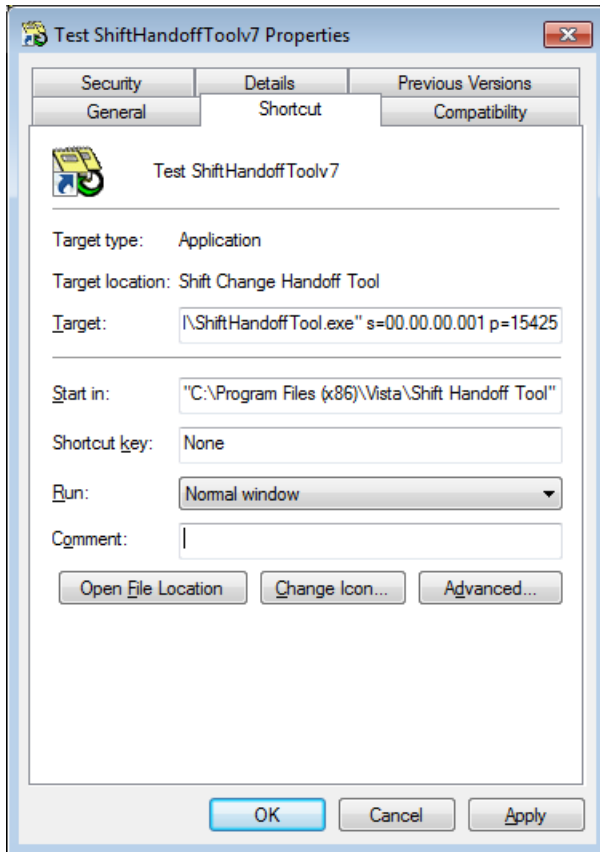 Test ShiftHandoffToolv7 Properties
Security Details Previous Versions
General Shortcut Compatibility
Test ShiftHandoffToolv7
Target type: Application
Target location: Shift Change Handoff Tool
Target: l\ShiftHandoffTool.exe" s=00.00.00.001 p=15425
Start in: "C:\Program Files (x86)\Vista\Shift Handoff Tool"
Shortcut key: None
Run: Normal window
Comment:
Open File Location Change Icon... Advanced...
OK Cancel Apply